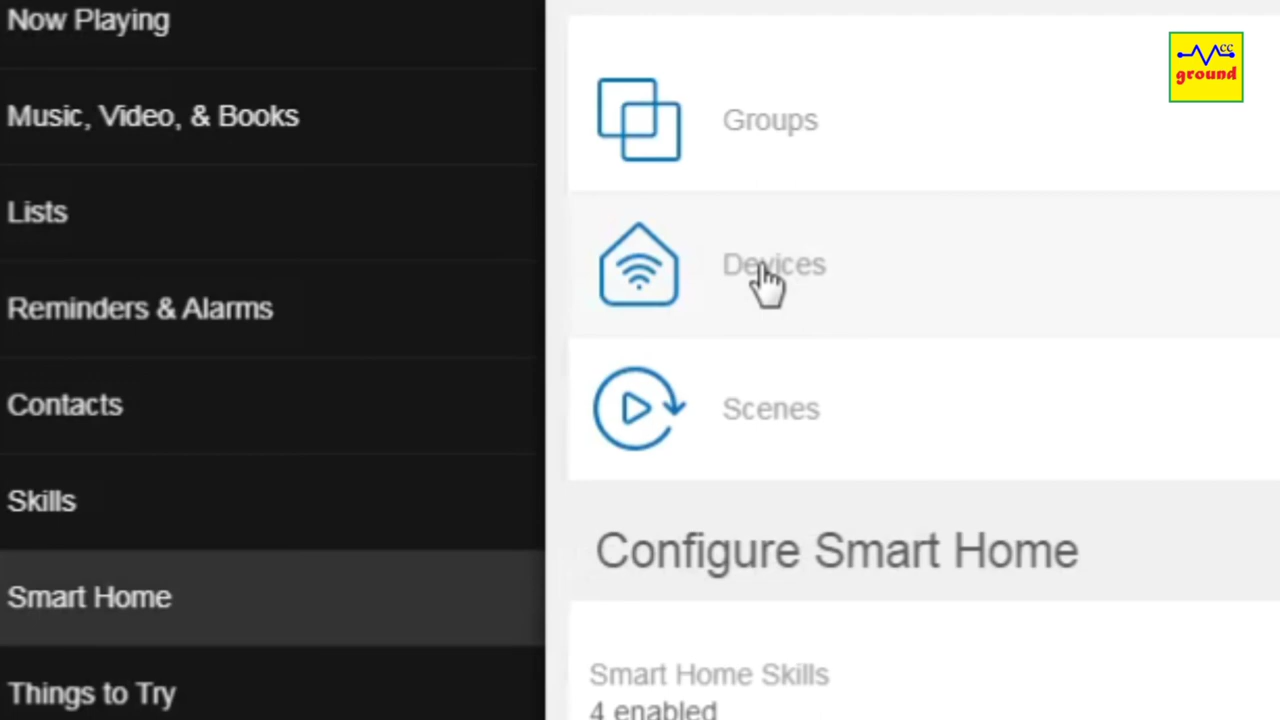 Now Playing
Music, Video, & Books
Lists
Reminders & Alarms
Contacts
Skills
Smart Home
Things to Try
Groups
Devices
Scenes
Configure Smart Home
Smart Home Skills
4 enabled
cc
ground